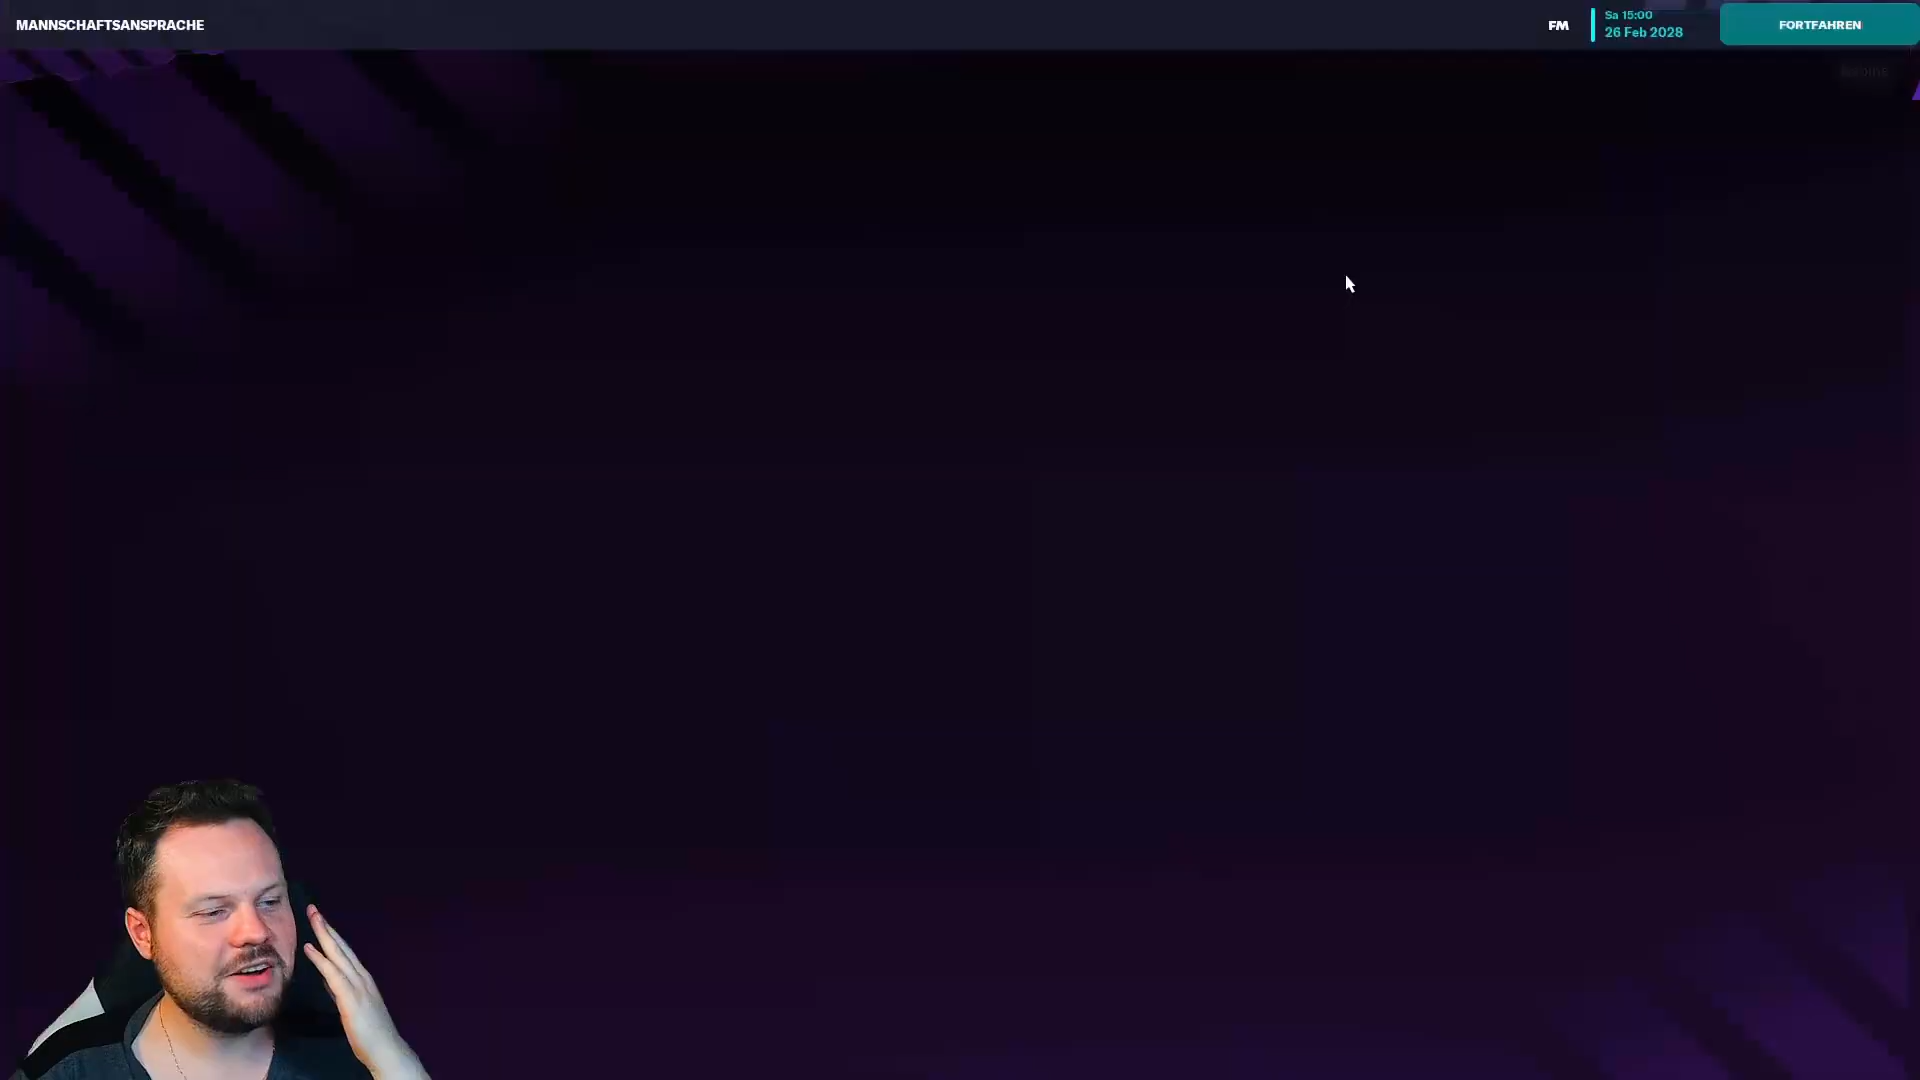 MANNSCHAFTSANSPRACHE
FM
Sa 15:00
26 Feb 2028
FORTFAHREN